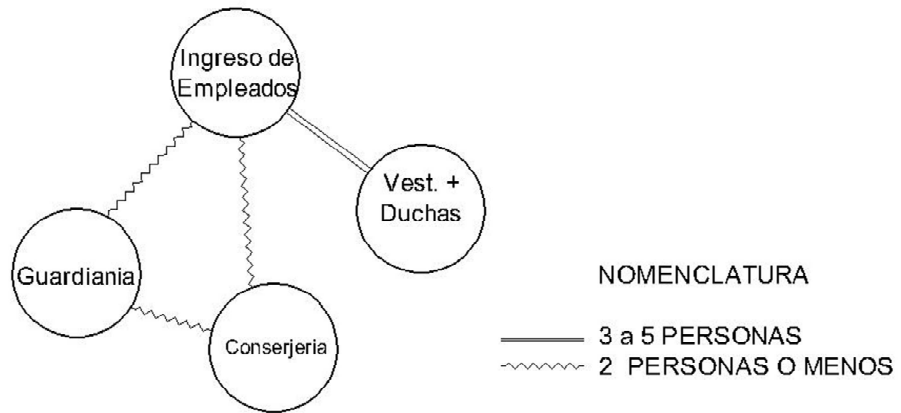 Ingreso de
Empleados
Vest. +
Duchas
Guardiania
Conserjeria
NOMENCLATURA
3 a 5 PERSONAS
2 PERSONAS O MENOS